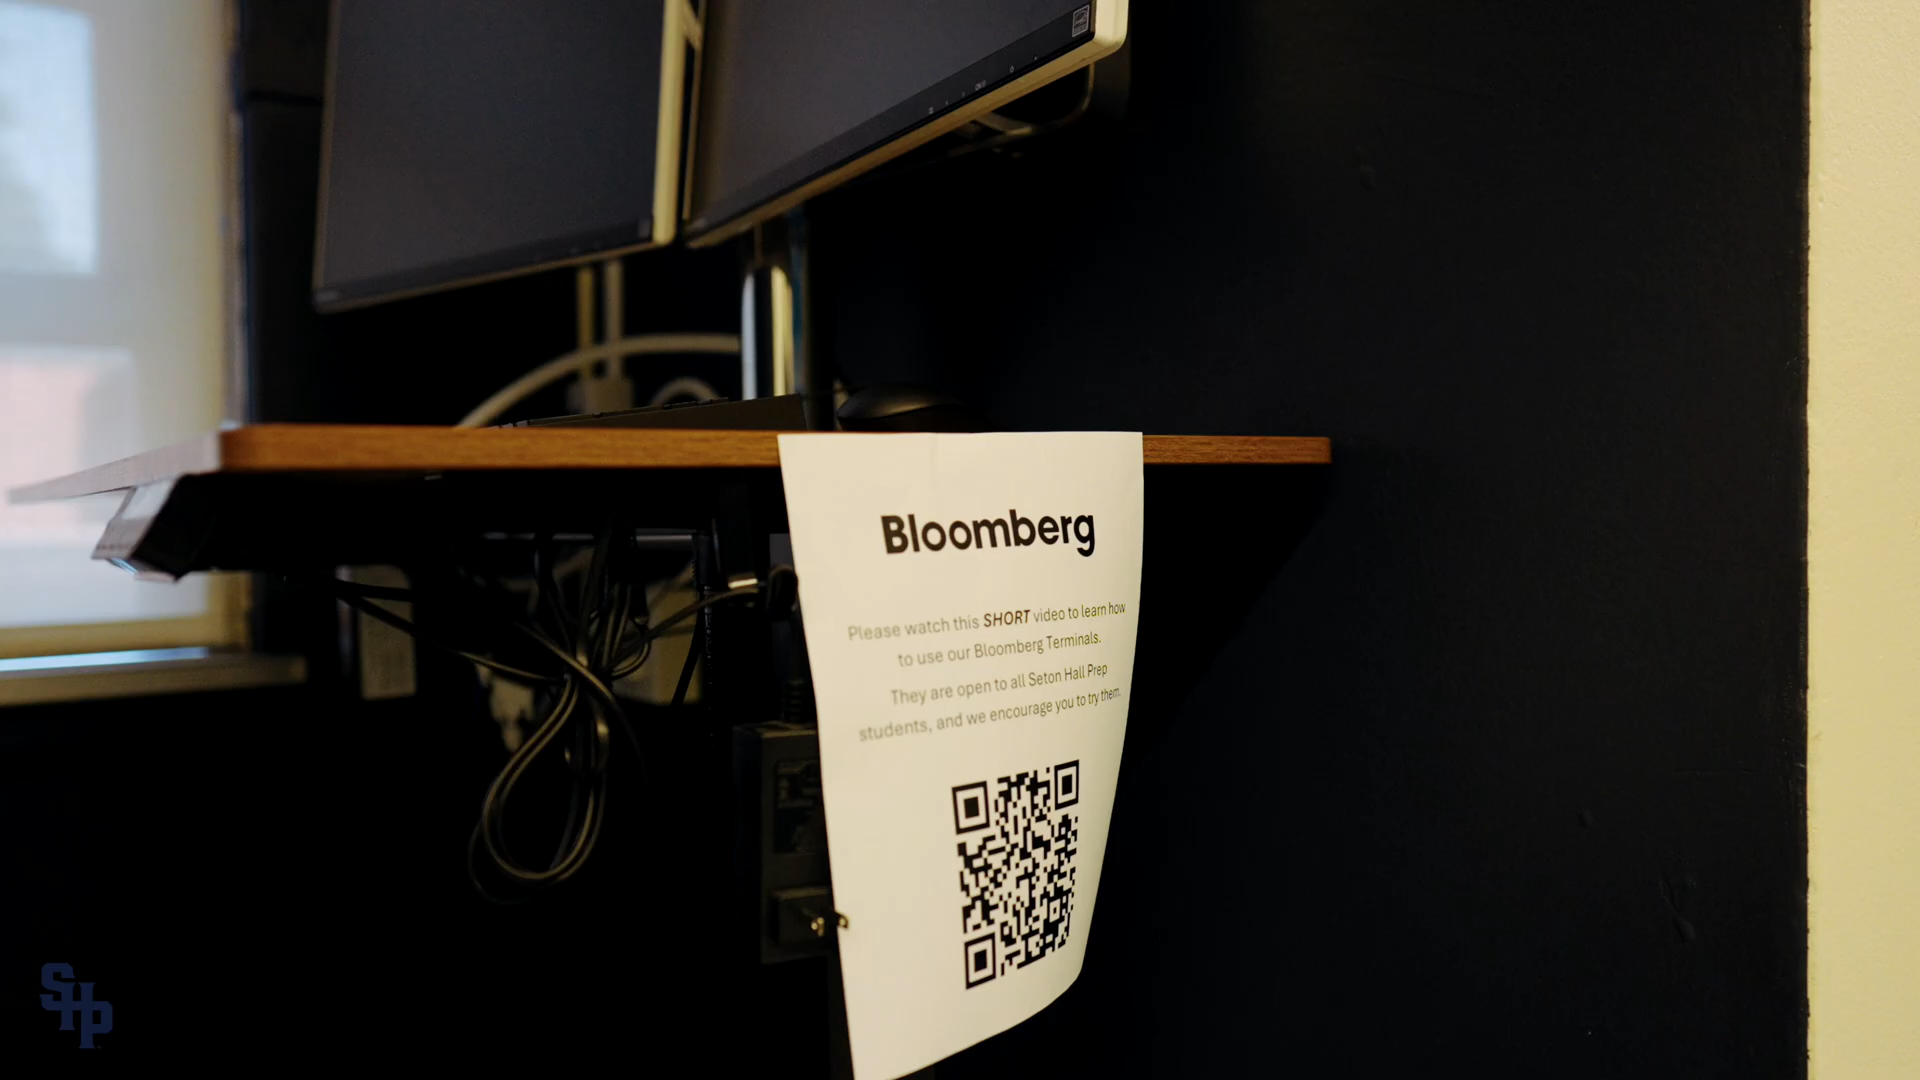 Bloomberg
Please watch this SHORT video to learn how
to use our Bloomberg Terminals.
They are open to all Seton Hall Prep
students, and we encourage you to try them.
SHP